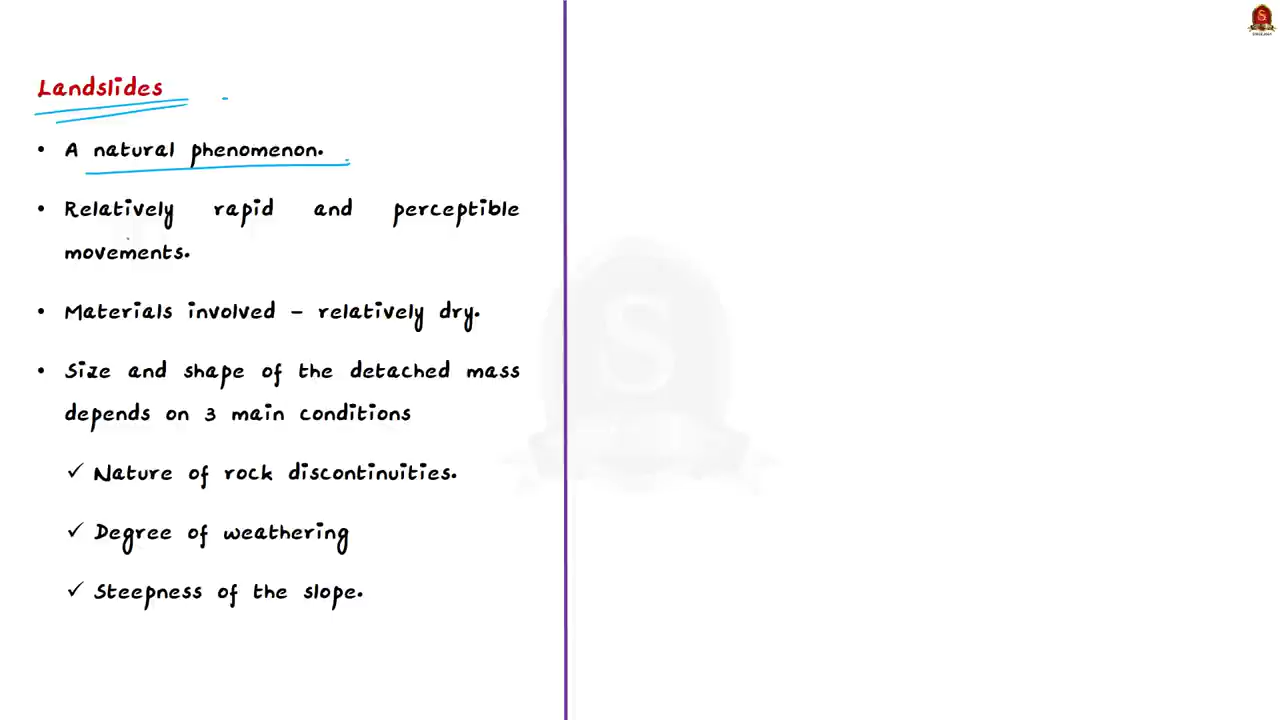 Landslides
• A natural phenomenon.
• Relatively rapid and perceptible
movements.
• Materials involved – relatively dry.
• Size and shape of the detached mass
depends on 3 main conditions
✓ Nature of rock discontinuities.
✓ Degree of weathering
✓ Steepness of the slope.
S
S